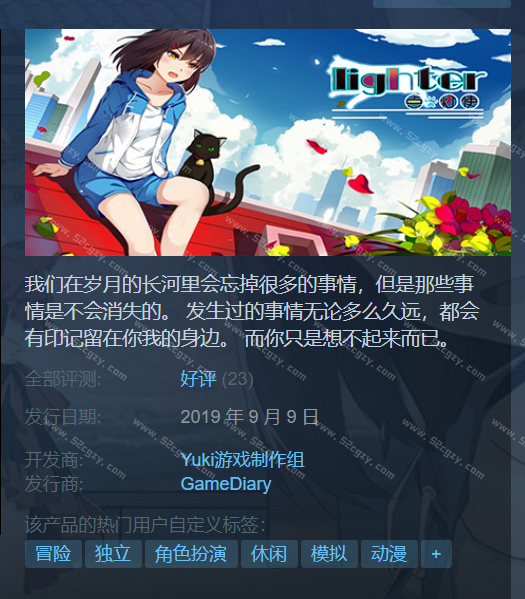 lighter
我们在岁月的长河里会忘掉很多的事情，但是那些事
情是不会消失的。 发生过的事情无论多么久远，都会
有印记留在你我的身边。 而你只是想不起来而已。
全部评测: 好评 (23)
发行日期: 2019 年 9 月 9 日
开发商: Yuki游戏制作组
发行商: GameDiary
该产品的热门用户自定义标签:
冒险 独立 角色扮演 休闲 模拟 动漫 +
www.52cgzy.com